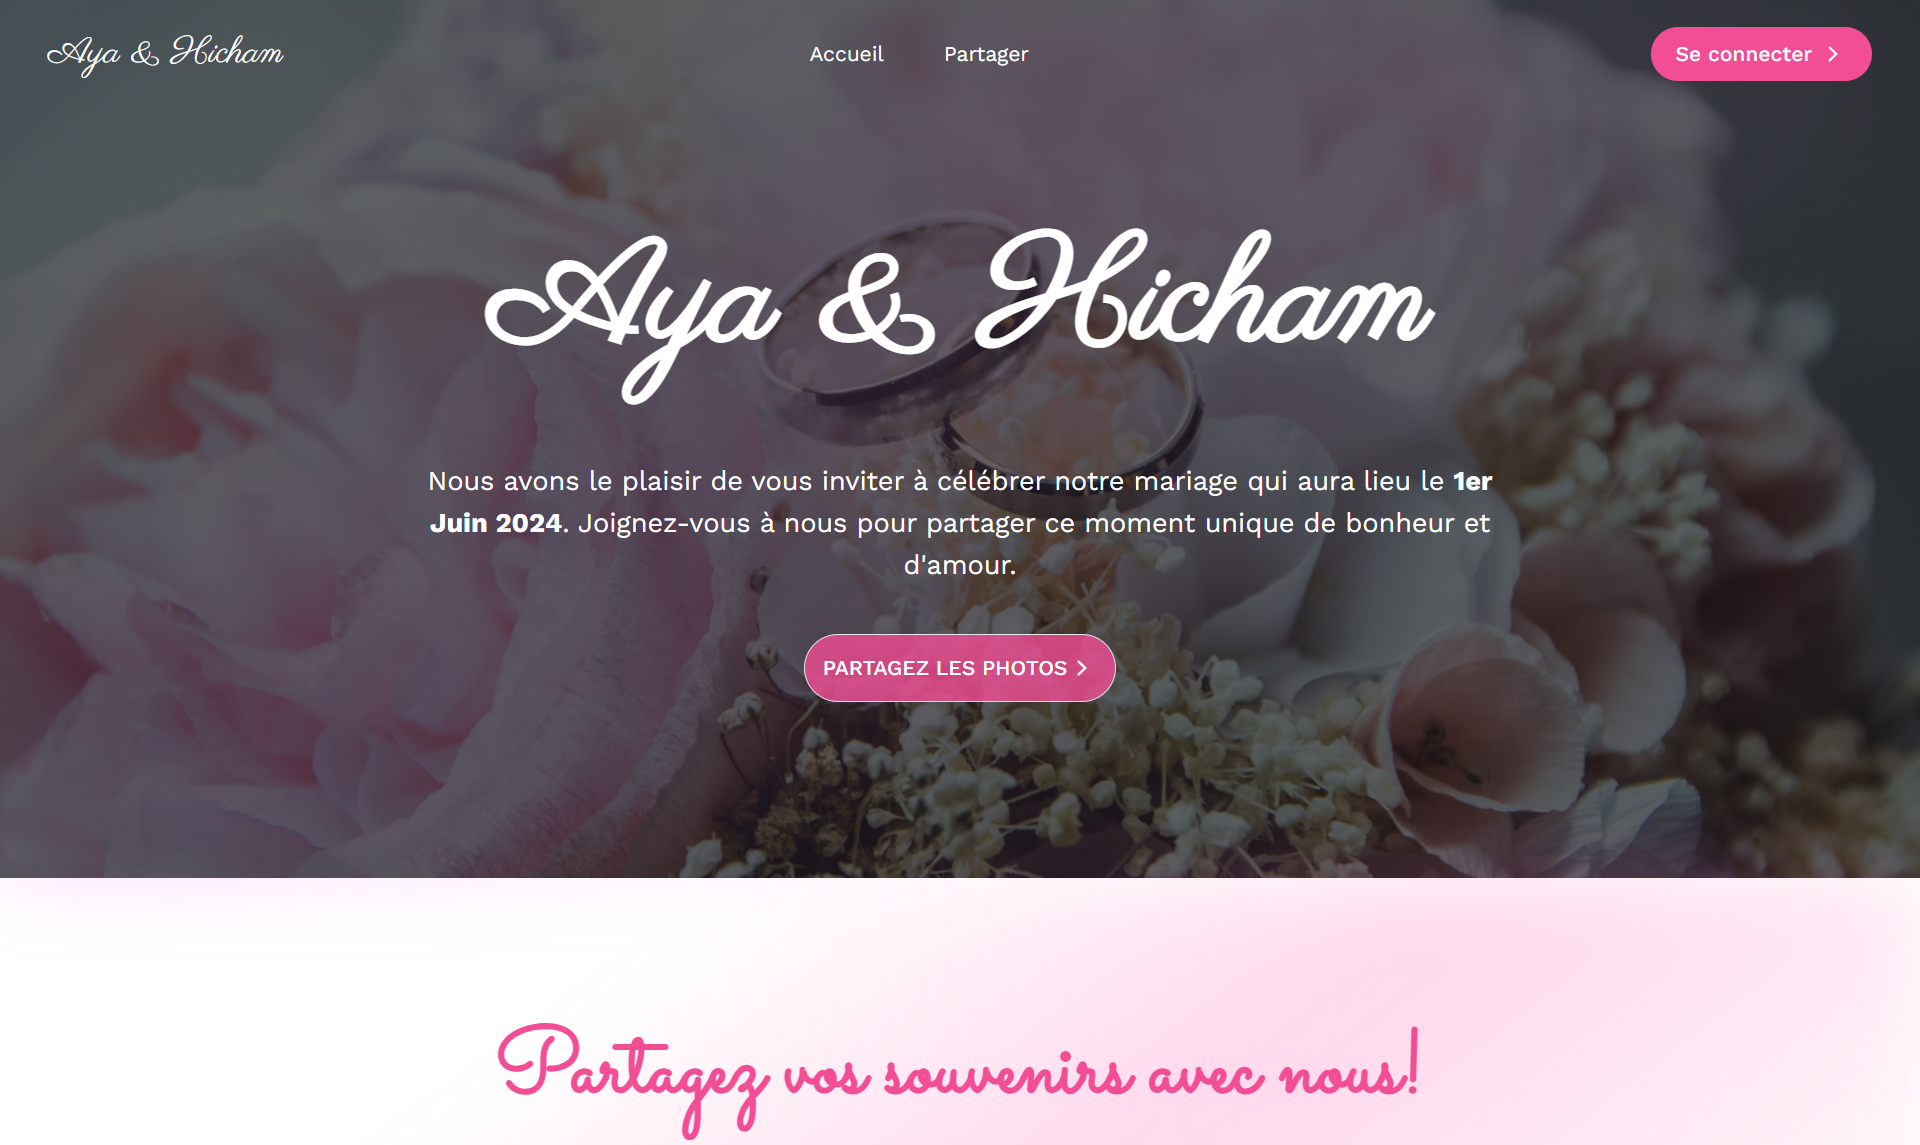 Aya & Hicham
Accueil
Partager
Se connecter
Aya & Hicham
Nous avons le plaisir de vous inviter à célébrer notre mariage qui aura lieu le 1er
Juin 2024. Joignez-vous à nous pour partager ce moment unique de bonheur et
d'amour.
PARTAGEZ LES PHOTOS
Partagez vos souvenirs avec nous!